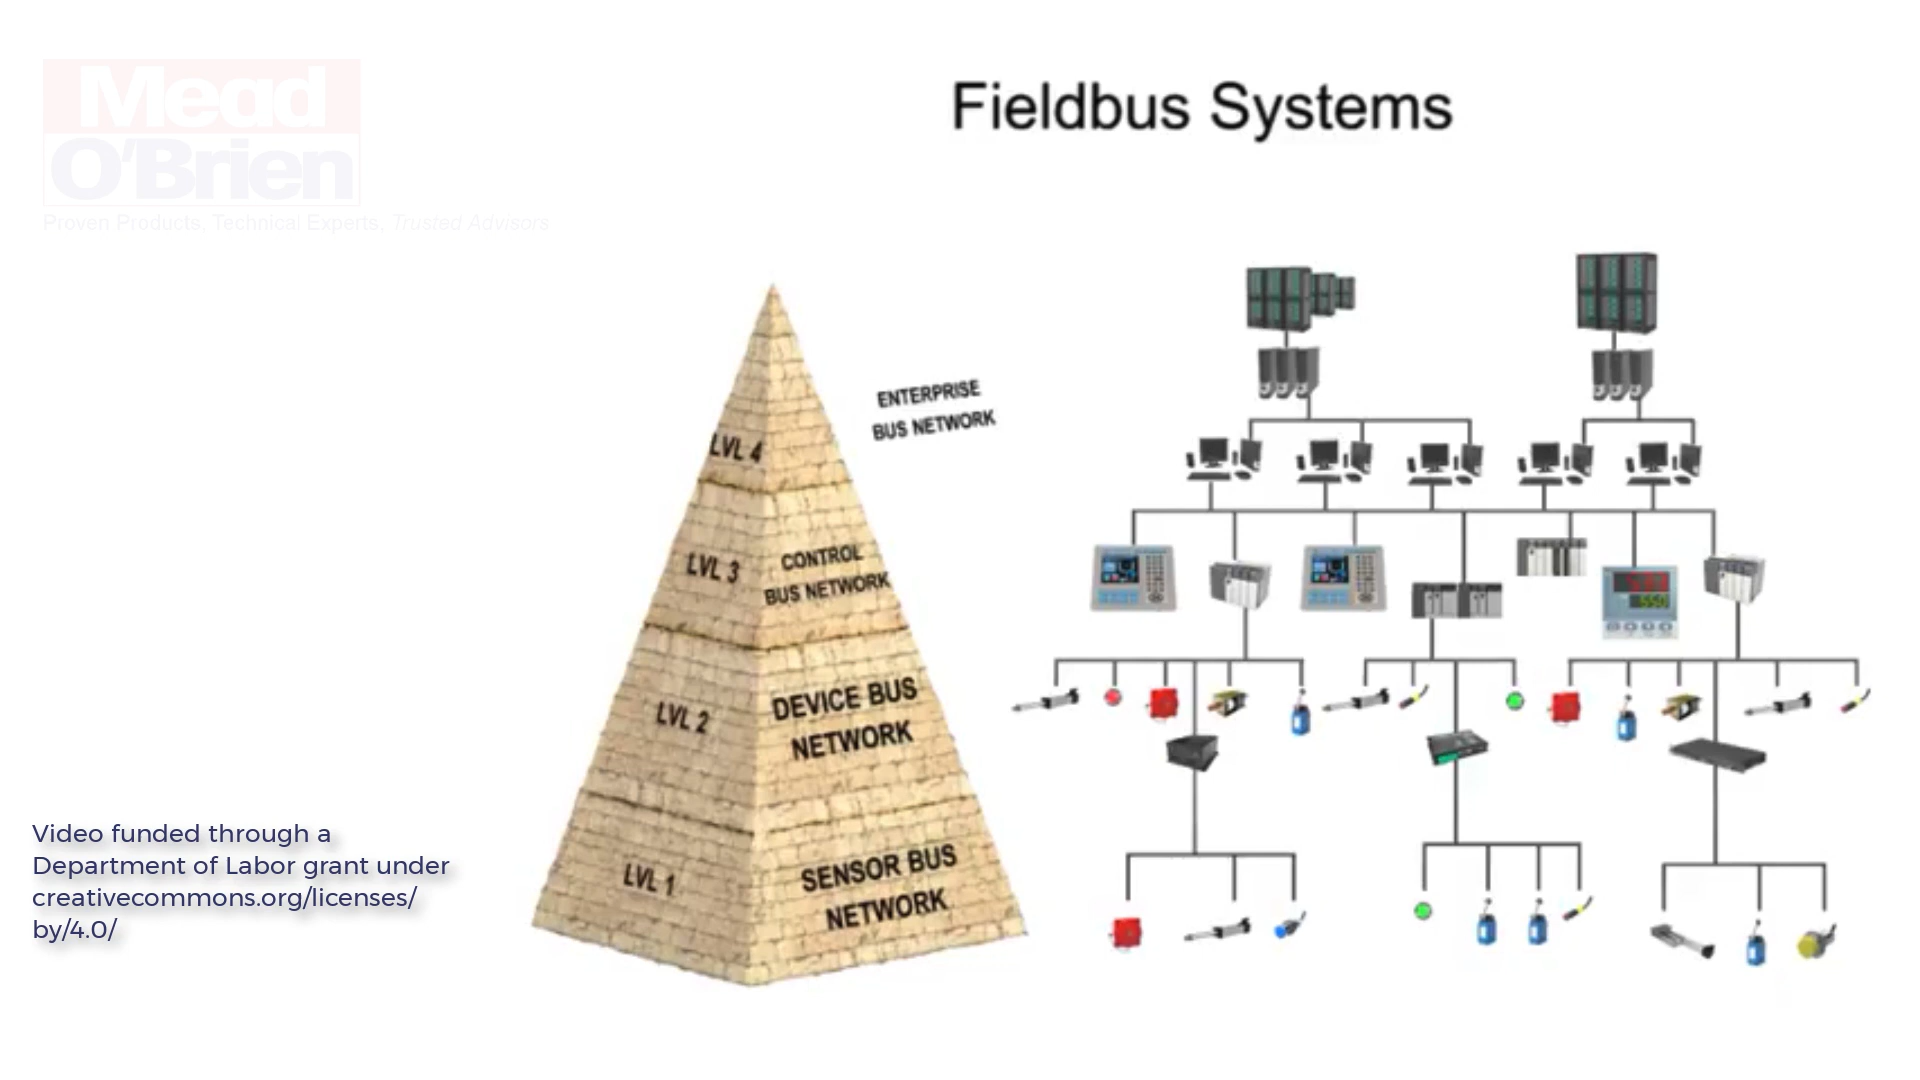 Mead
O'Brien
Proven Products, Technical Experts, Trusted Advisors
Fieldbus Systems
ENTERPRISE
BUS NETWORK
LVL 4
LVL 3
CONTROL
BUS NETWORK
LVL 2
DEVICE BUS
NETWORK
LVL 1
SENSOR BUS
NETWORK
550
Video funded through a
Department of Labor grant under
creativecommons.org/licenses/
by/4.0/